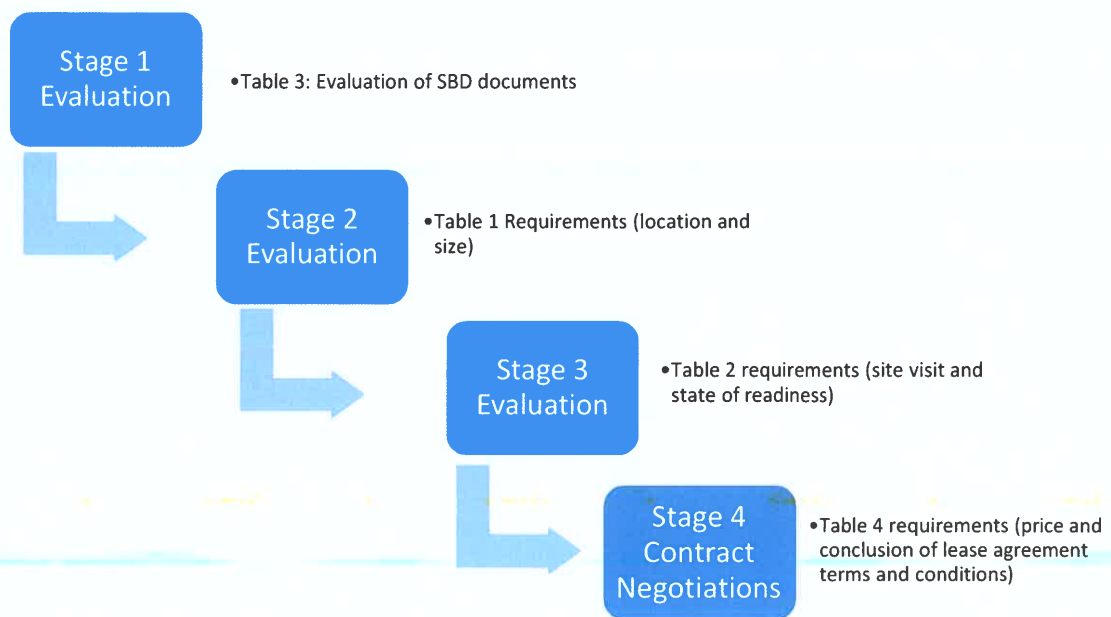 Stage 1
Evaluation
•Table 3: Evaluation of SBD documents
Stage 2
Evaluation
•Table 1 Requirements (location and
size)
Stage 3
Evaluation
•Table 2 requirements (site visit and
state of readiness)
Stage 4
Contract
Negotiations
•Table 4 requirements (price and
conclusion of lease agreement
terms and conditions)